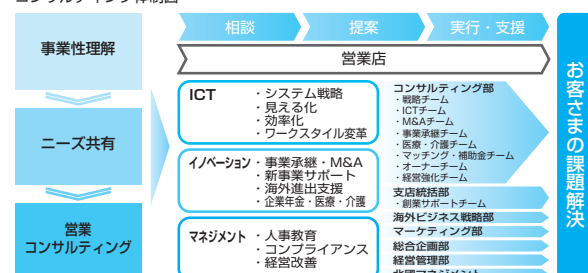 コンサルティング体制図
事業性理解
ニーズ共有
営業
コンサルティング
相談
提案
実行・支援
営業店
ICT
・システム戦略
・見える化
・効率化
・ワークスタイル変革
イノベーション
・事業承継・M&A
・新事業サポート
・海外進出支援
・企業年金・医療・介護
マネジメント
・人事教育
・コンプライアンス
・経営改善
コンサルティング部
・戦略チーム
・ICTチーム
・M&Aチーム
・事業承継チーム
・医療・介護チーム
・マッチング・補助金チーム
・オーナーチーム
・経営強化チーム
支店統括部
・創業サポートチーム
海外ビジネス戦略部
マーケティング部
総合企画部
経営管理部
北國マネジメント
お客さまの課題解決